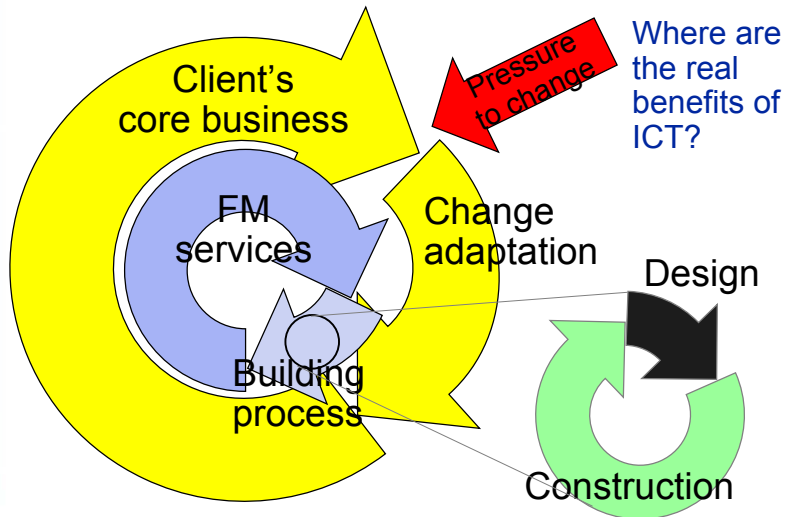 Client's
core business
Pressure
to change
Where are
the real
benefits of
ICT?
FM
services
Change
adaptation
Design
Building
process
Construction